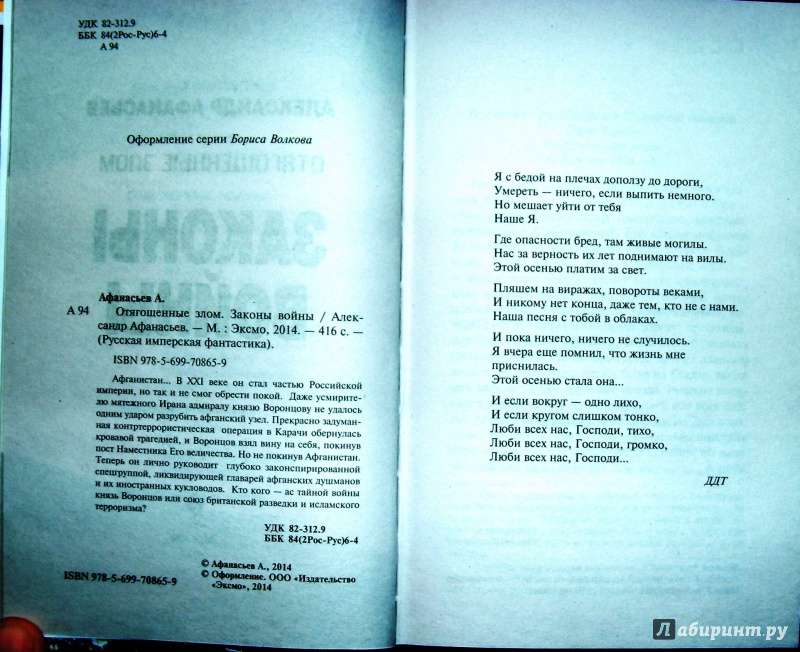 УДК 82-312.9
ББК 84(2Рос-Рус)6-4
А 94
Оформление серии Бориса Волкова
Афанасьев А.
А 94 Отягощенные злом. Законы войны / Алек-
сандр Афанасьев. — М. : Эксмо, 2014. — 416 с. —
(Русская имперская фантастика).
ISBN 978-5-699-70865-9
Афганистан... В XXI веке он стал частью Российской
империи, но так и не смог обрести покой. Даже усмирите-
лю мятежного Ирана адмиралу князю Воронцову не удалось
одним ударом разрубить афганский узел. Прекрасно задуман-
ная контртеррористическая операция в Карачи обернулась
кровавой трагедией, и Воронцов взял вину на себя, покинув
пост Наместника Его величества. Но не покинув Афганистан.
Теперь он лично руководит глубоко законспирированной
спецгруппой, ликвидирующей главарей афганских душманов
и их иностранных кукловодов. Кто кого — ас тайной войны
князь Воронцов или союз британской разведки и исламского
терроризма?
УДК 82-312.9
ББК 84(2Рос-Рус)6-4
© Афанасьев А., 2014
© Оформление. ООО «Издательство
«Эксмо», 2014
ISBN 978-5-699-70865-9
Я с бедой на плечах доползу до дороги,
Умереть — ничего, если выпить немного.
Но мешает уйти от тебя
Наше Я.
Где опасности бред, там живые могилы.
Нас за верность их лет поднимают на вилы.
Этой осенью платим за свет.
Пляшем на виражах, повороты веками,
И никому нет конца, даже тем, кто не с нами.
Наша песня с тобой в облаках.
И пока ничего, ничего не случилось.
Я вчера еще помнил, что жизнь мне
приснилась.
Этой осенью стала она...
И если вокруг — одно лихо,
И если кругом слишком тонко,
Люби всех нас, Господи, тихо,
Люби всех нас, Господи, громко,
Люби всех нас, Господи...
ДДТ
Лабиринт.ру